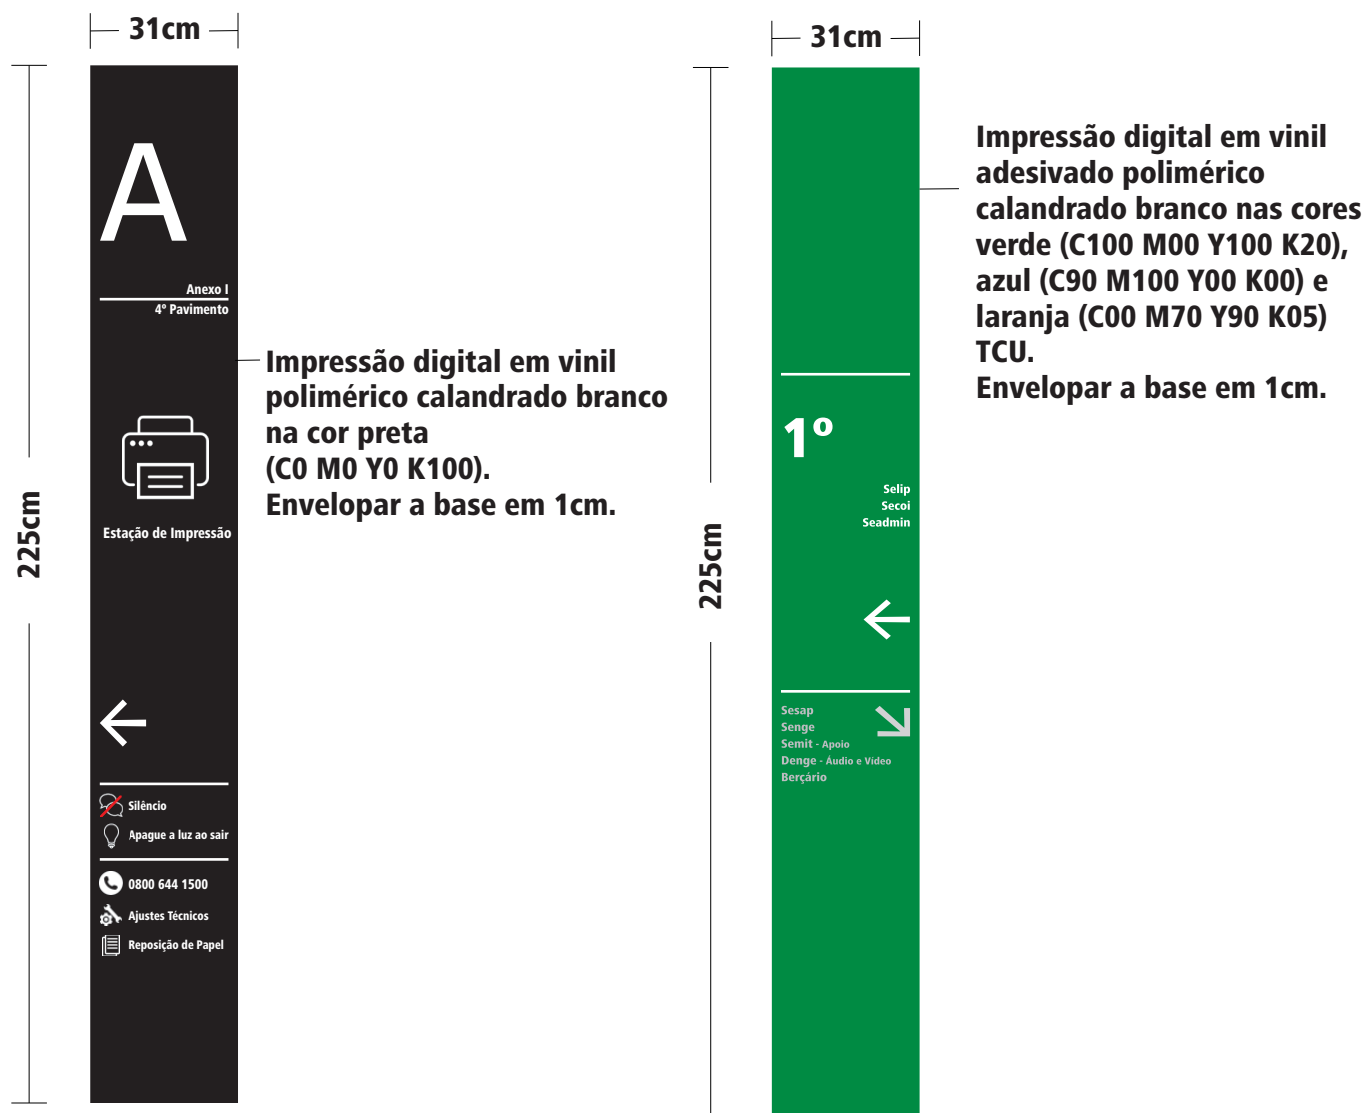 31cm
225cm
A
Anexo I
4º Pavimento
Estação de Impressão
Silêncio
Apague a luz ao sair
0800 644 1500
Ajustes Técnicos
Reposição de Papel
Impressão digital em vinil
polimérico calandrado branco
na cor preta
(C0 M0 Y0 K100).
Envelopar a base em 1cm.
31cm
225cm
1º
Selip
Secoi
Seadmin
Sesap
Senge
Semit - Apoio
Denge - Áudio e Vídeo
Berçário
Impressão digital em vinil
adesivado polimérico
calandrado branco nas cores
verde (C100 M00 Y100 K20),
azul (C90 M100 Y00 K00) e
laranja (C00 M70 Y90 K05)
TCU.
Envelopar a base em 1cm.